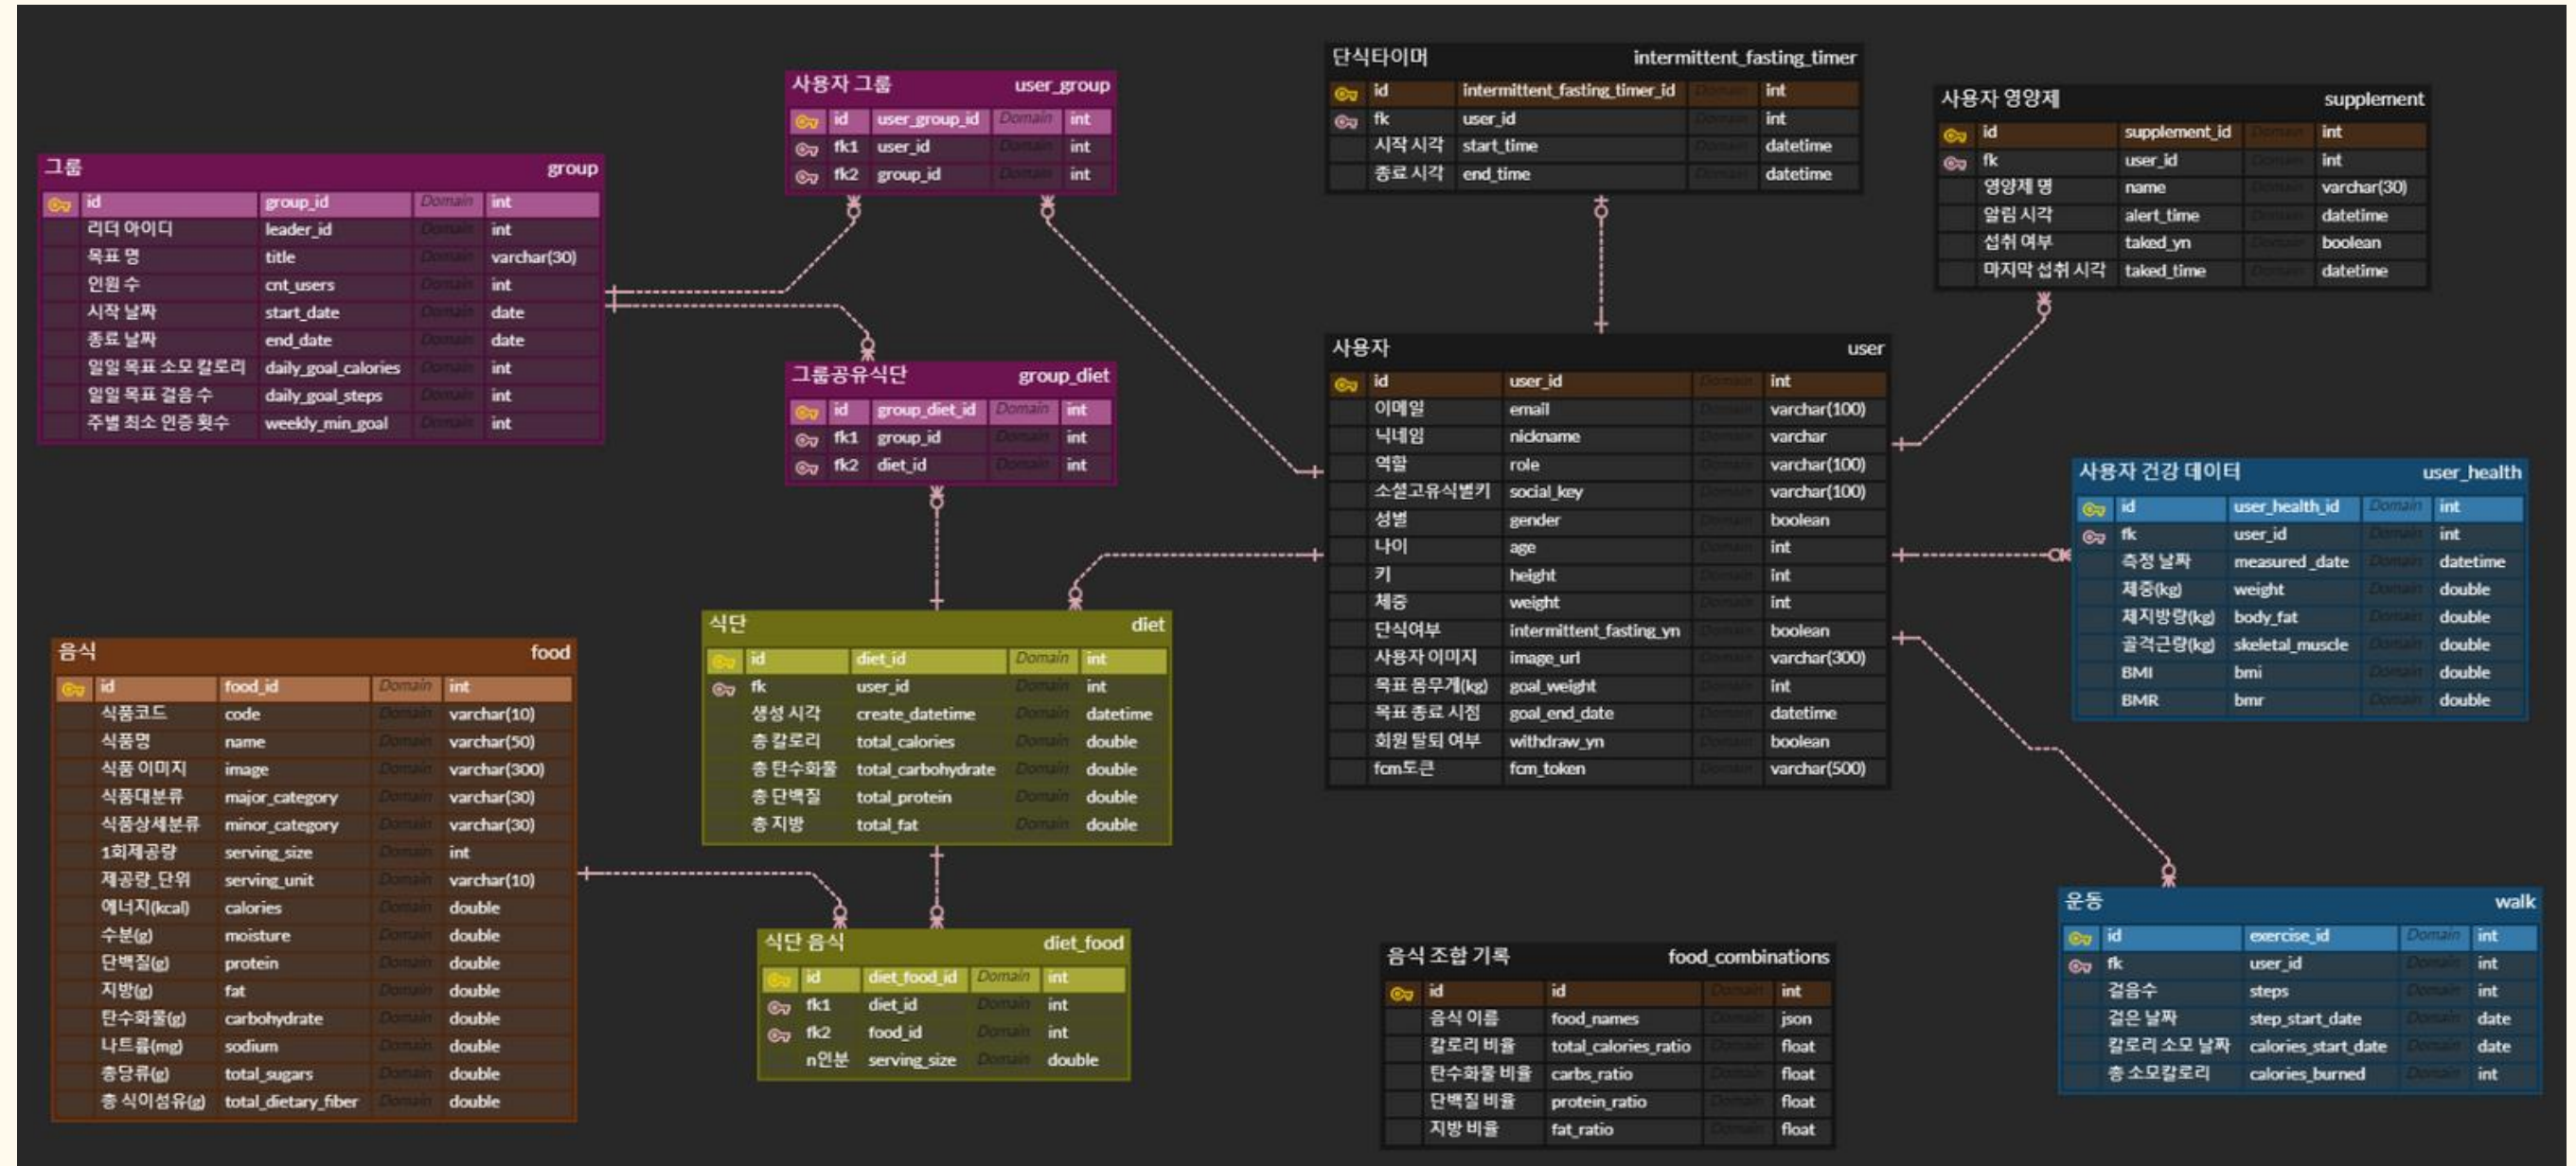 그룹 group
id group_id Domain int
리더 아이디 leader_id Domain int
목표 명 title Domain varchar(30)
인원 수 cnt_users Domain int
시작 날짜 start_date Domain date
종료 날짜 end_date Domain date
일일 목표 소모 칼로리 daily_goal_calories Domain int
일일 목표 걸음 수 daily_goal_steps Domain int
주별 최소 인증 횟수 weekly_min_goal Domain int
사용자 그룹 user_group
id user_group_id Domain int
fk1 user_id Domain int
fk2 group_id Domain int
그룹공유식단 group_diet
id group_diet_id Domain int
fk1 group_id Domain int
fk2 diet_id Domain int
단식타이머 intermittent_fasting_timer
id intermittent_fasting_timer_id Domain int
fk user_id Domain int
시작 시각 start_time Domain datetime
종료 시각 end_time Domain datetime
사용자 영양제 supplement
id supplement_id Domain int
fk user_id Domain int
영양제 명 name Domain varchar(30)
알림 시각 alert_time Domain datetime
섭취 여부 taked_yn Domain boolean
마지막 섭취 시각 taked_time Domain datetime
사용자 user
id user_id Domain int
이메일 email Domain varchar(100)
닉네임 nickname Domain varchar
역할 role Domain varchar(100)
소셜고유식별키 social_key Domain varchar(100)
성별 gender Domain boolean
나이 age Domain int
키 height Domain int
체중 weight Domain int
단식여부 intermittent_fasting_yn Domain boolean
사용자 이미지 image_url Domain varchar(300)
목표 몸무게(kg) goal_weight Domain int
목표 종료 시점 goal_end_date Domain datetime
회원 탈퇴 여부 withdraw_yn Domain boolean
fcm토큰 fcm_token Domain varchar(500)
사용자 건강 데이터 user_health
id user_health_id Domain int
fk user_id Domain int
측정 날짜 measured_date Domain datetime
체중(kg) weight Domain double
체지방량(kg) body_fat Domain double
골격근량(kg) skeletal_muscle Domain double
BMI bmi Domain double
BMR bmr Domain double
음식 food
id food_id Domain int
식품코드 code Domain varchar(10)
식품명 name Domain varchar(50)
식품 이미지 image Domain varchar(300)
식품대분류 major_category Domain varchar(30)
식품상세분류 minor_category Domain varchar(30)
1회제공량 serving_size Domain int
제공량_단위 serving_unit Domain varchar(10)
에너지(kcal) calories Domain double
수분(g) moisture Domain double
단백질(g) protein Domain double
지방(g) fat Domain double
탄수화물(g) carbohydrate Domain double
나트륨(mg) sodium Domain double
총당류(g) total_sugars Domain double
총 식이섬유(g) total_dietary_fiber Domain double
식단 diet
id diet_id Domain int
fk user_id Domain int
생성 시각 create_datetime Domain datetime
총 칼로리 total_calories Domain double
총 탄수화물 total_carbohydrate Domain double
총 단백질 total_protein Domain double
총 지방 total_fat Domain double
식단 음식 diet_food
id diet_food_id Domain int
fk1 diet_id Domain int
fk2 food_id Domain int
n인분 serving_size Domain double
음식 조합 기록 food_combinations
id id Domain int
음식 이름 food_names Domain json
칼로리 비율 total_calories_ratio Domain float
탄수화물 비율 carbs_ratio Domain float
단백질 비율 protein_ratio Domain float
지방 비율 fat_ratio Domain float
운동 walk
id exercise_id Domain int
fk user_id Domain int
걸음수 steps Domain int
걸은 날짜 step_start_date Domain date
칼로리 소모 날짜 calories_start_date Domain date
총 소모칼로리 calories_burned Domain int